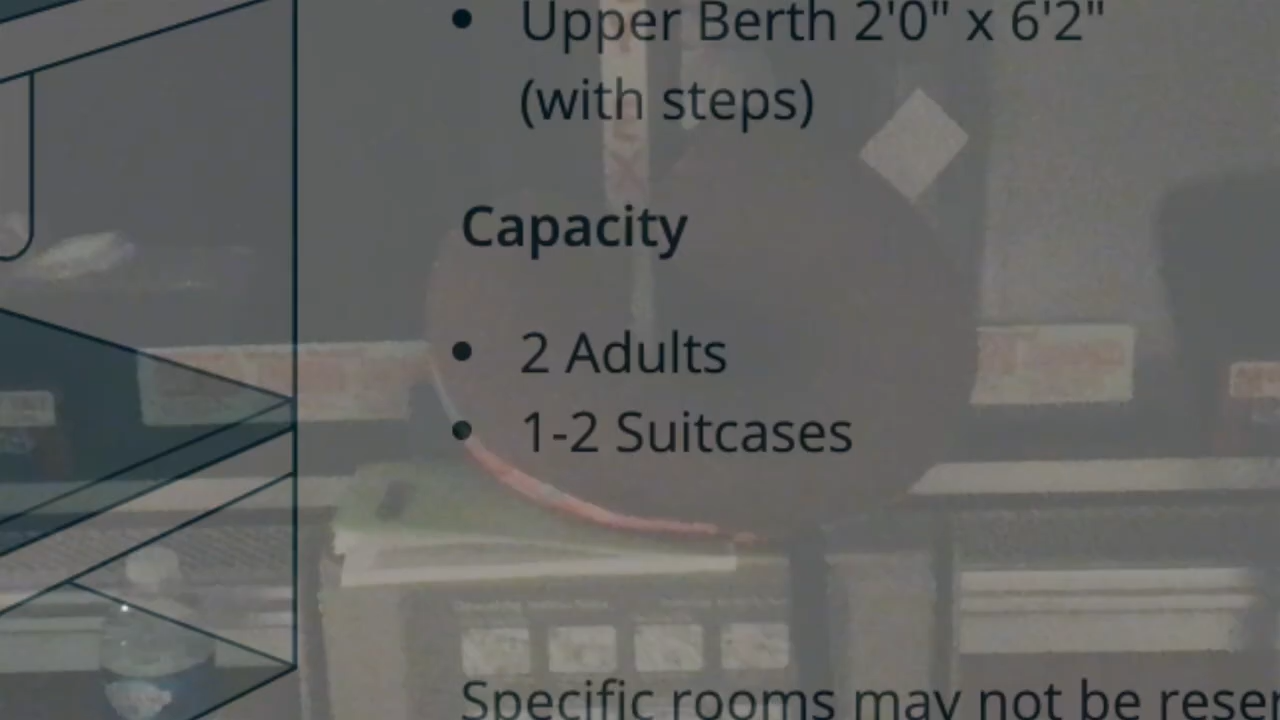 Upper Berth 2'0" x 6'2"
(with steps)
Capacity
2 Adults
1-2 Suitcases
Specific rooms may not be